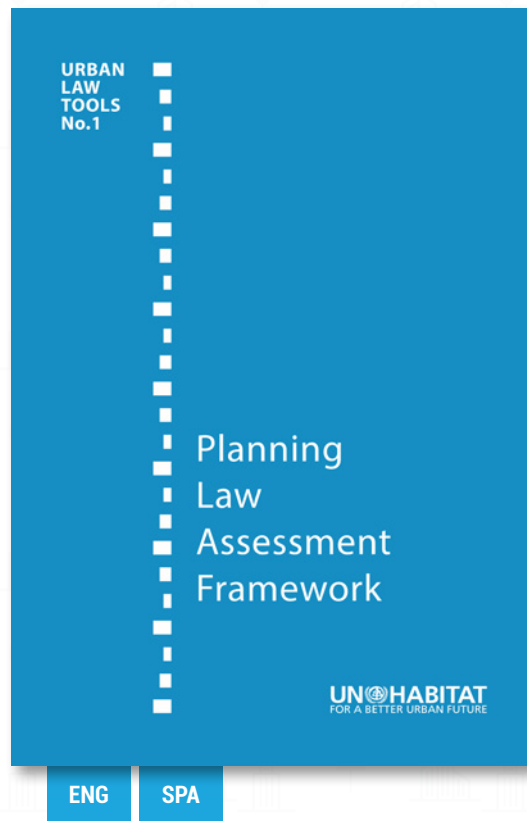 URBAN
LAW
TOOLS
No.1
Planning
Law
Assessment
Framework
UN HABITAT
FOR A BETTER URBAN FUTURE
ENG SPA